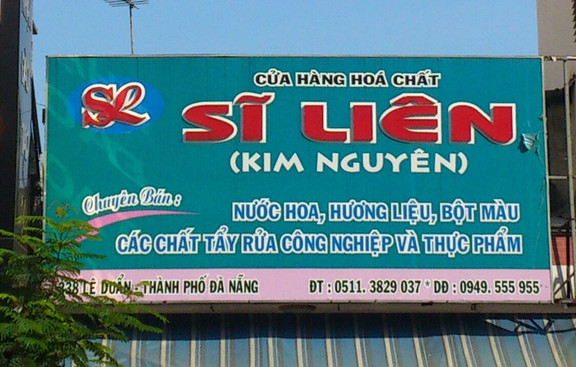 SL
CỬA HÀNG HOÁ CHẤT
SĨ LIÊN
(KIM NGUYÊN)
Chuyên Bán :
NƯỚC HOA, HƯƠNG LIỆU, BỘT MÀU
CÁC CHẤT TẨY RỬA CÔNG NGHIỆP VÀ THỰC PHẨM
38 LÊ DUẨN - THÀNH PHỐ ĐÀ NẴNG ĐT : 0511. 3829 037 * DĐ : 0949. 555 955